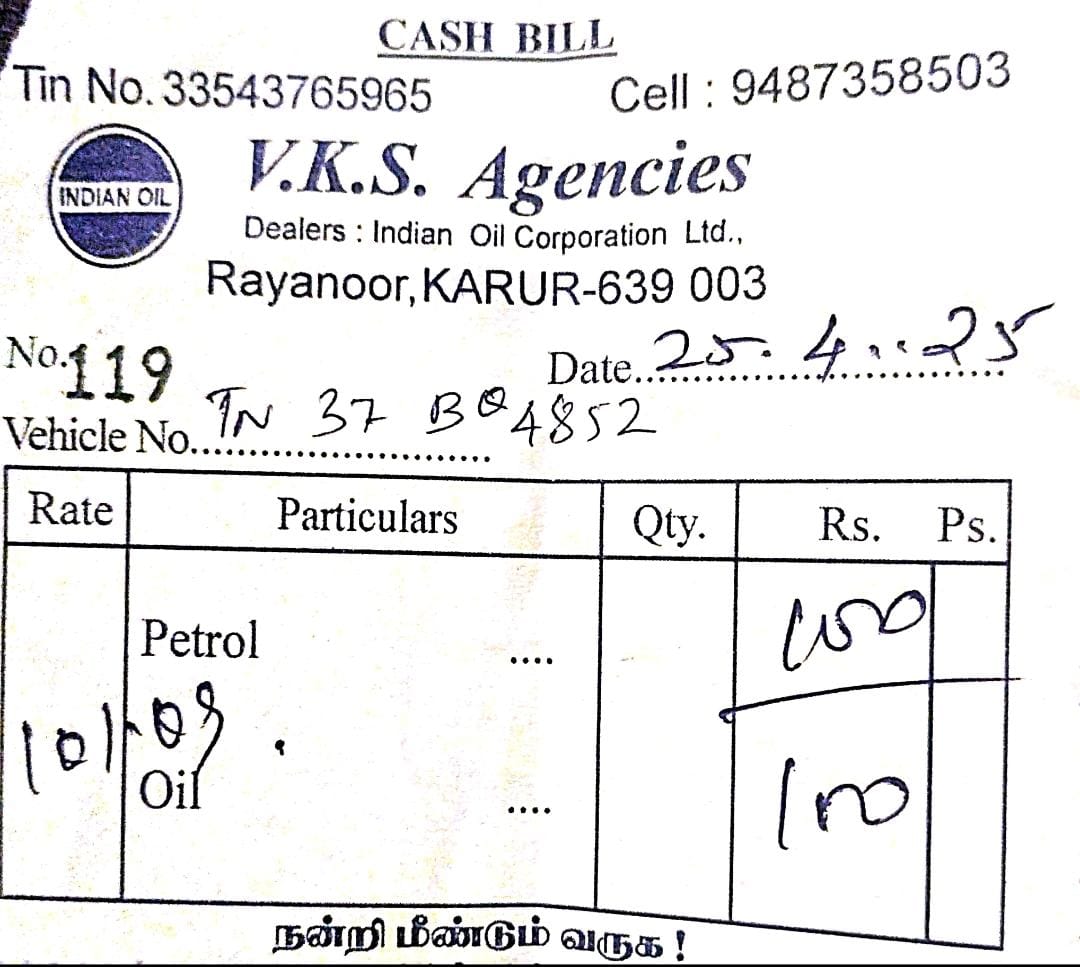 CASH BILL
Tin No. 33543765965 Cell : 9487358503
INDIAN OIL
V.K.S. Agencies
Dealers : Indian Oil Corporation Ltd.,
Rayanoor, KARUR-639 003
No. 119 Date 25. 4..25
Vehicle No. TN 37 BQ 4852
Rate Particulars Qty. Rs. Ps.
Petrol ....
101.03
Oil .... 100
நன்றி மீண்டும் வருக !